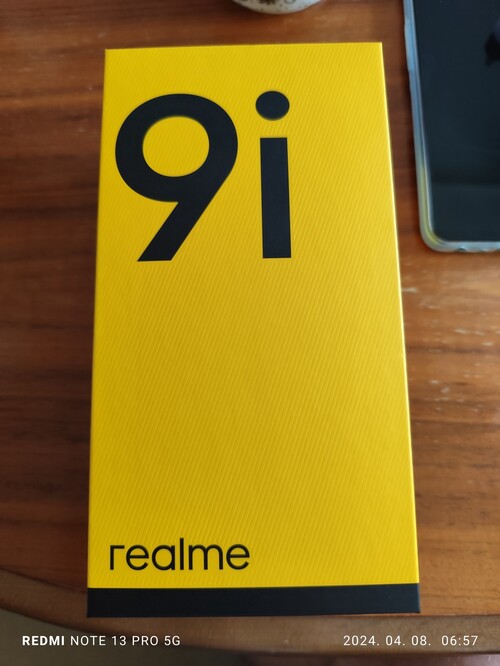 9i
realme
REDMI NOTE 13 PRO 5G
2024. 04. 08. 06:57